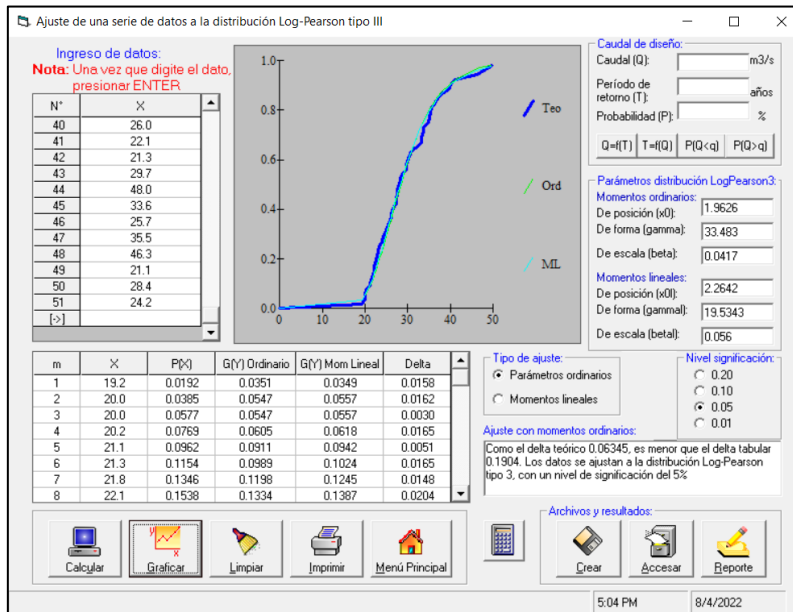 Ajuste de una serie de datos a la distribución Log-Pearson tipo III
Ingreso de datos:
Nota: Una vez que digite el dato,
presionar ENTER
N° X
40 26.0
41 22.1
42 21.3
43 29.7
44 48.0
45 33.6
46 25.7
47 35.5
48 46.3
49 21.1
50 28.4
51 24.2
[->]
1.0
0.8
0.6
0.4
0.2
0.0
0 10 20 30 40 50
Teo
Ord
ML
Caudal de diseño:
Caudal (Q): m3/s
Período de
retorno (T): años
Probabilidad (P): %
Q=f(T) T=f(Q) P(Q<q) P(Q>q)
Parámetros distribución LogPearson3:
Momentos ordinarios:
De posición (x0): 1.9626
De forma (gamma): 33.483
De escala (beta): 0.0417
Momentos lineales:
De posición (x0l): 2.2642
De forma (gammal): 19.5343
De escala (betal): 0.056
m X P(X) G(Y) Ordinario G(Y) Mom Lineal Delta
1 19.2 0.0192 0.0351 0.0349 0.0158
2 20.0 0.0385 0.0547 0.0557 0.0162
3 20.0 0.0577 0.0547 0.0557 0.0030
4 20.2 0.0769 0.0605 0.0618 0.0165
5 21.1 0.0962 0.0911 0.0942 0.0051
6 21.3 0.1154 0.0989 0.1024 0.0165
7 21.8 0.1346 0.1198 0.1245 0.0148
8 22.1 0.1538 0.1334 0.1387 0.0204
Tipo de ajuste:
Parámetros ordinarios
Momentos lineales
Nivel significación:
0.20
0.10
0.05
0.01
Ajuste con momentos ordinarios:
Como el delta teórico 0.06345, es menor que el delta tabular
0.1904. Los datos se ajustan a la distribución Log-Pearson
tipo 3, con un nivel de significación del 5%
Calcular
Graficar
Limpiar
Imprimir
Menú Principal
Archivos y resultados:
Crear
Accesar
Reporte
5:04 PM 8/4/2022